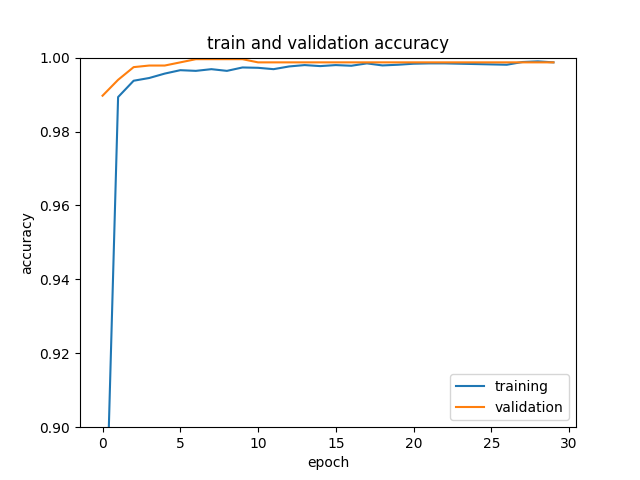 train and validation accuracy
1.00
0.98
0.96
0.94
0.92
0.90
accuracy
0 5 10 15 20 25 30
epoch
training
validation